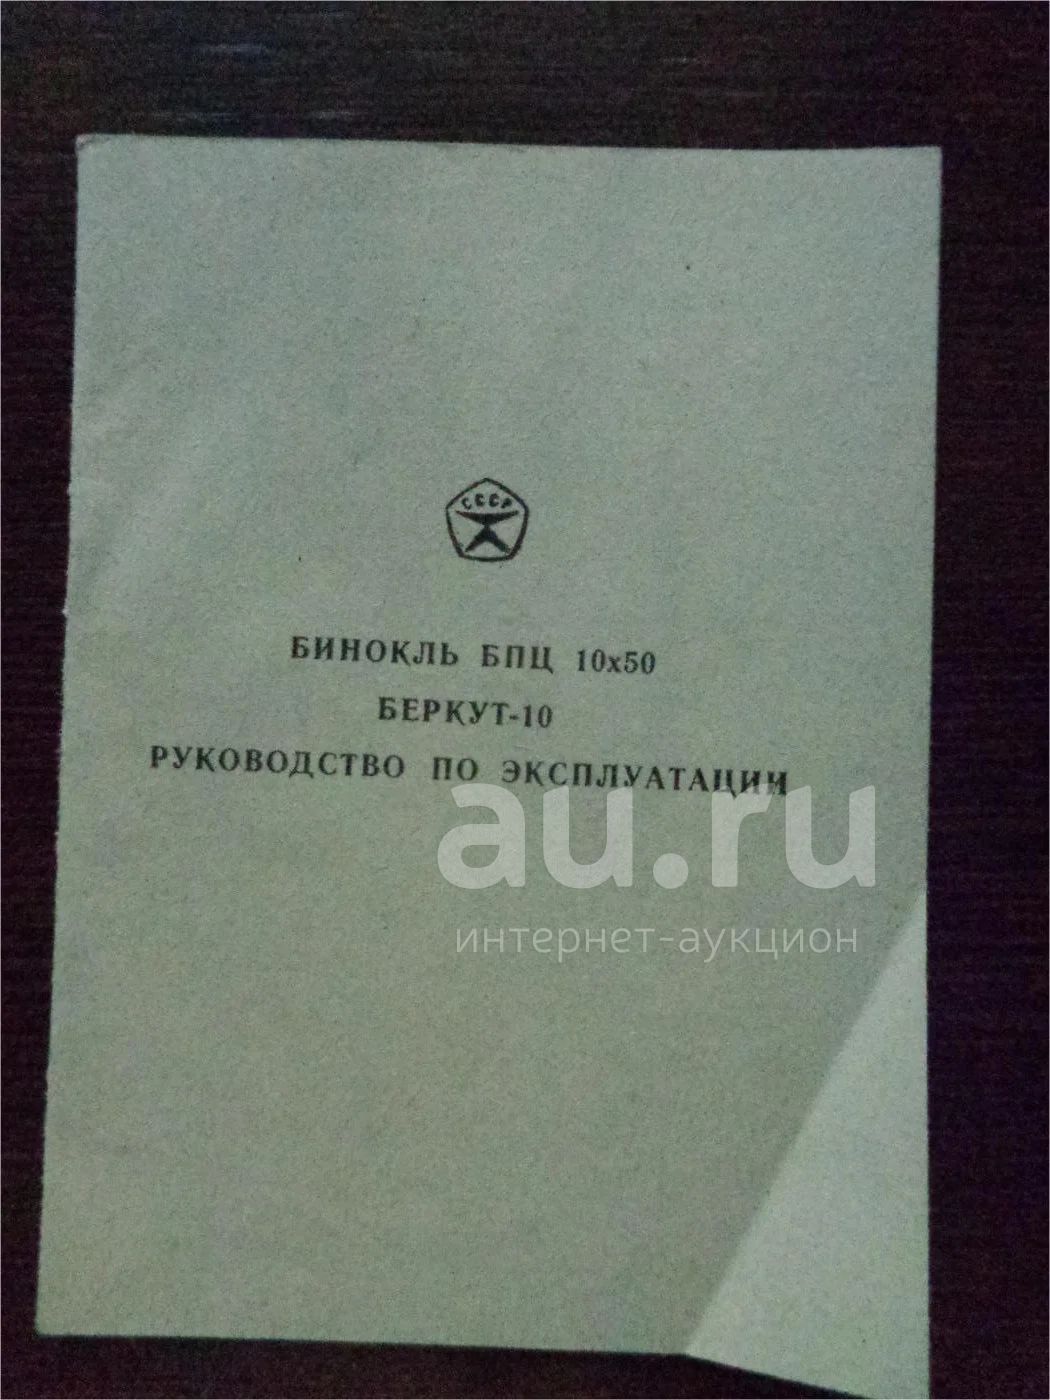 СССР
БИНОКЛЬ БПЦ 10х50
БЕРКУТ-10
РУКОВОДСТВО ПО ЭКСПЛУАТАЦИИ
au.ru
интернет-аукцион